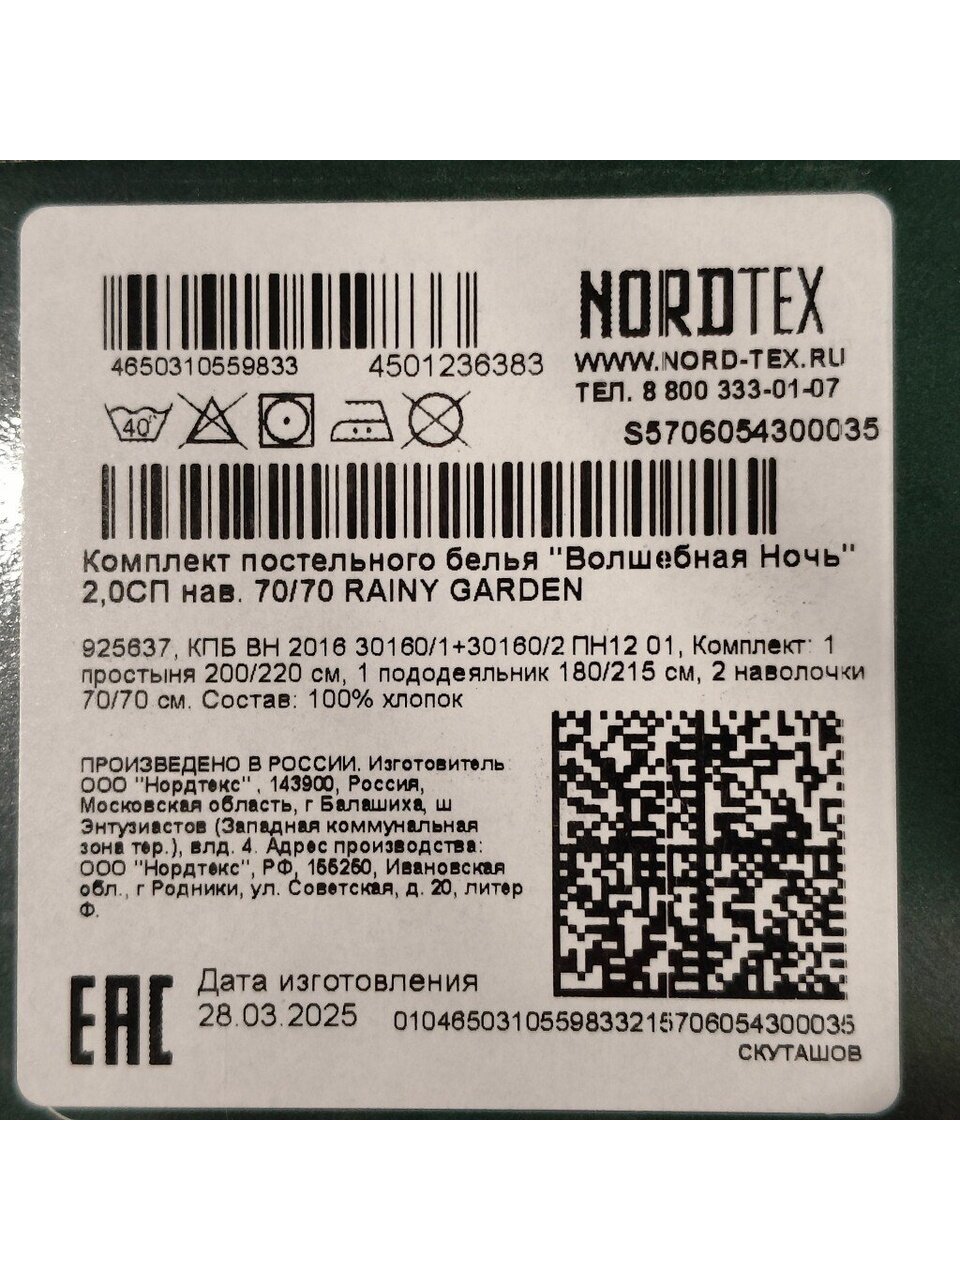 NORDTEX
4650310559833 4501236383
WWW.NORD-TEX.RU
ТЕЛ. 8 800 333-01-07
40°
S5706054300035
Комплект постельного белья "Волшебная Ночь"
2,0СП нав. 70/70 RAINY GARDEN
925637, КПБ ВН 2016 30160/1+30160/2 ПН12 01, Комплект: 1
простыня 200/220 см, 1 пододеяльник 180/215 см, 2 наволочки
70/70 см. Состав: 100% хлопок
ПРОИЗВЕДЕНО В РОССИИ. Изготовитель:
ООО "Нордтекс", 143900, Россия,
Московская область, г Балашиха, ш
Энтузиастов (Западная коммунальная
зона тер.), влд. 4. Адрес производства:
ООО "Нордтекс", РФ, 155250, Ивановская
обл., г Родники, ул. Советская, д. 20, литер
Ф.
EAC
Дата изготовления
28.03.2025
0104650310559833215706054300035
СКУТАШОВ